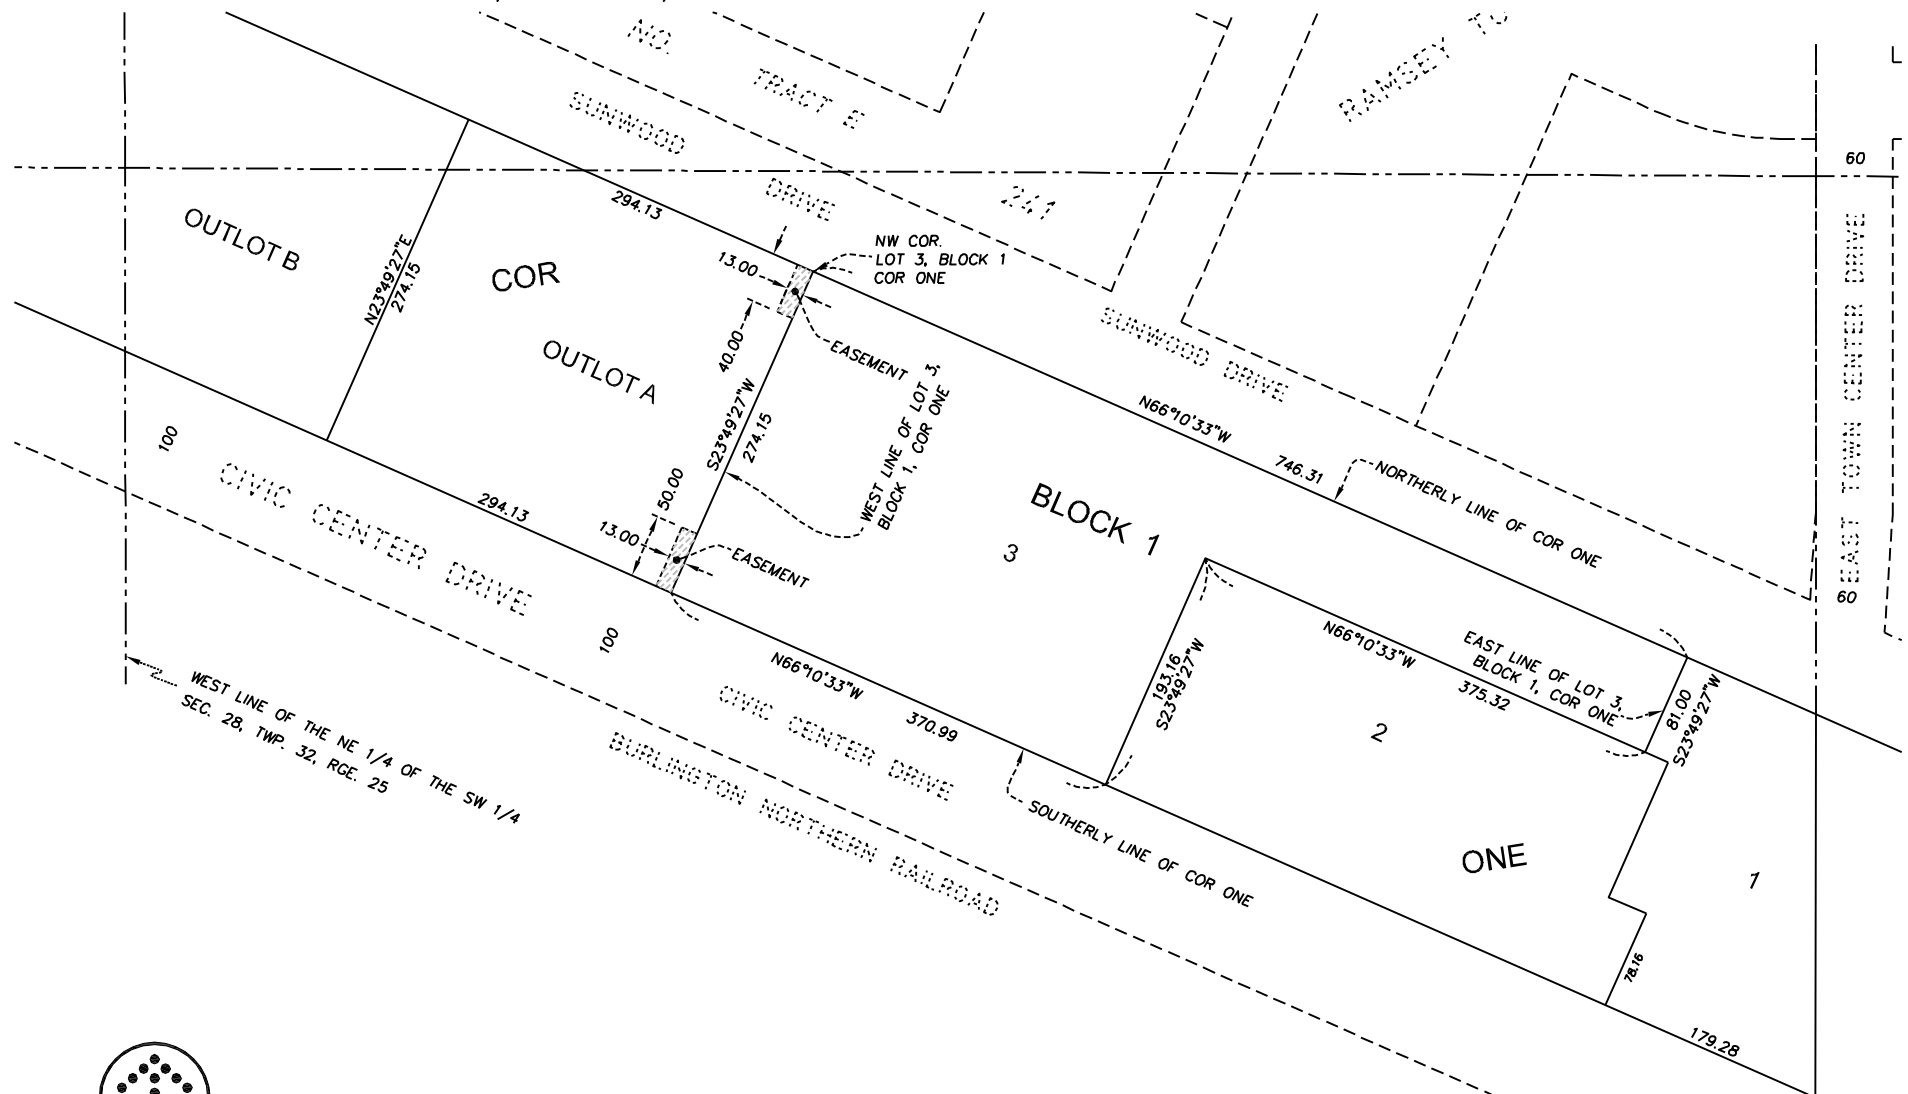 NO.
TRACT E
SUNWOOD
DRIVE
241
RAMSEY
60
EAST TOWN CENTER DRIVE
60
OUTLOT B
N23°49'27"E
274.15
COR
294.13
OUTLOT A
13.00
NW COR.
LOT 3, BLOCK 1
COR ONE
40.00
EASEMENT
S23°49'27"W
274.15
WEST LINE OF LOT 3,
BLOCK 1, COR ONE
SUNWOOD DRIVE
N66°10'33"W
746.31
NORTHERLY LINE OF COR ONE
100
CIVIC CENTER DRIVE
294.13
50.00
13.00
EASEMENT
BLOCK 1
3
100
N66°10'33"W
370.99
193.16
S23°49'27"W
N66°10'33"W
375.32
EAST LINE OF LOT 3,
BLOCK 1, COR ONE
81.00
S23°49'27"W
2
WEST LINE OF THE NE 1/4 OF THE SW 1/4
SEC. 28, TWP. 32, RGE. 25
CIVIC CENTER DRIVE
BURLINGTON NORTHERN RAILROAD
SOUTHERLY LINE OF COR ONE
ONE
1
78.16
179.28